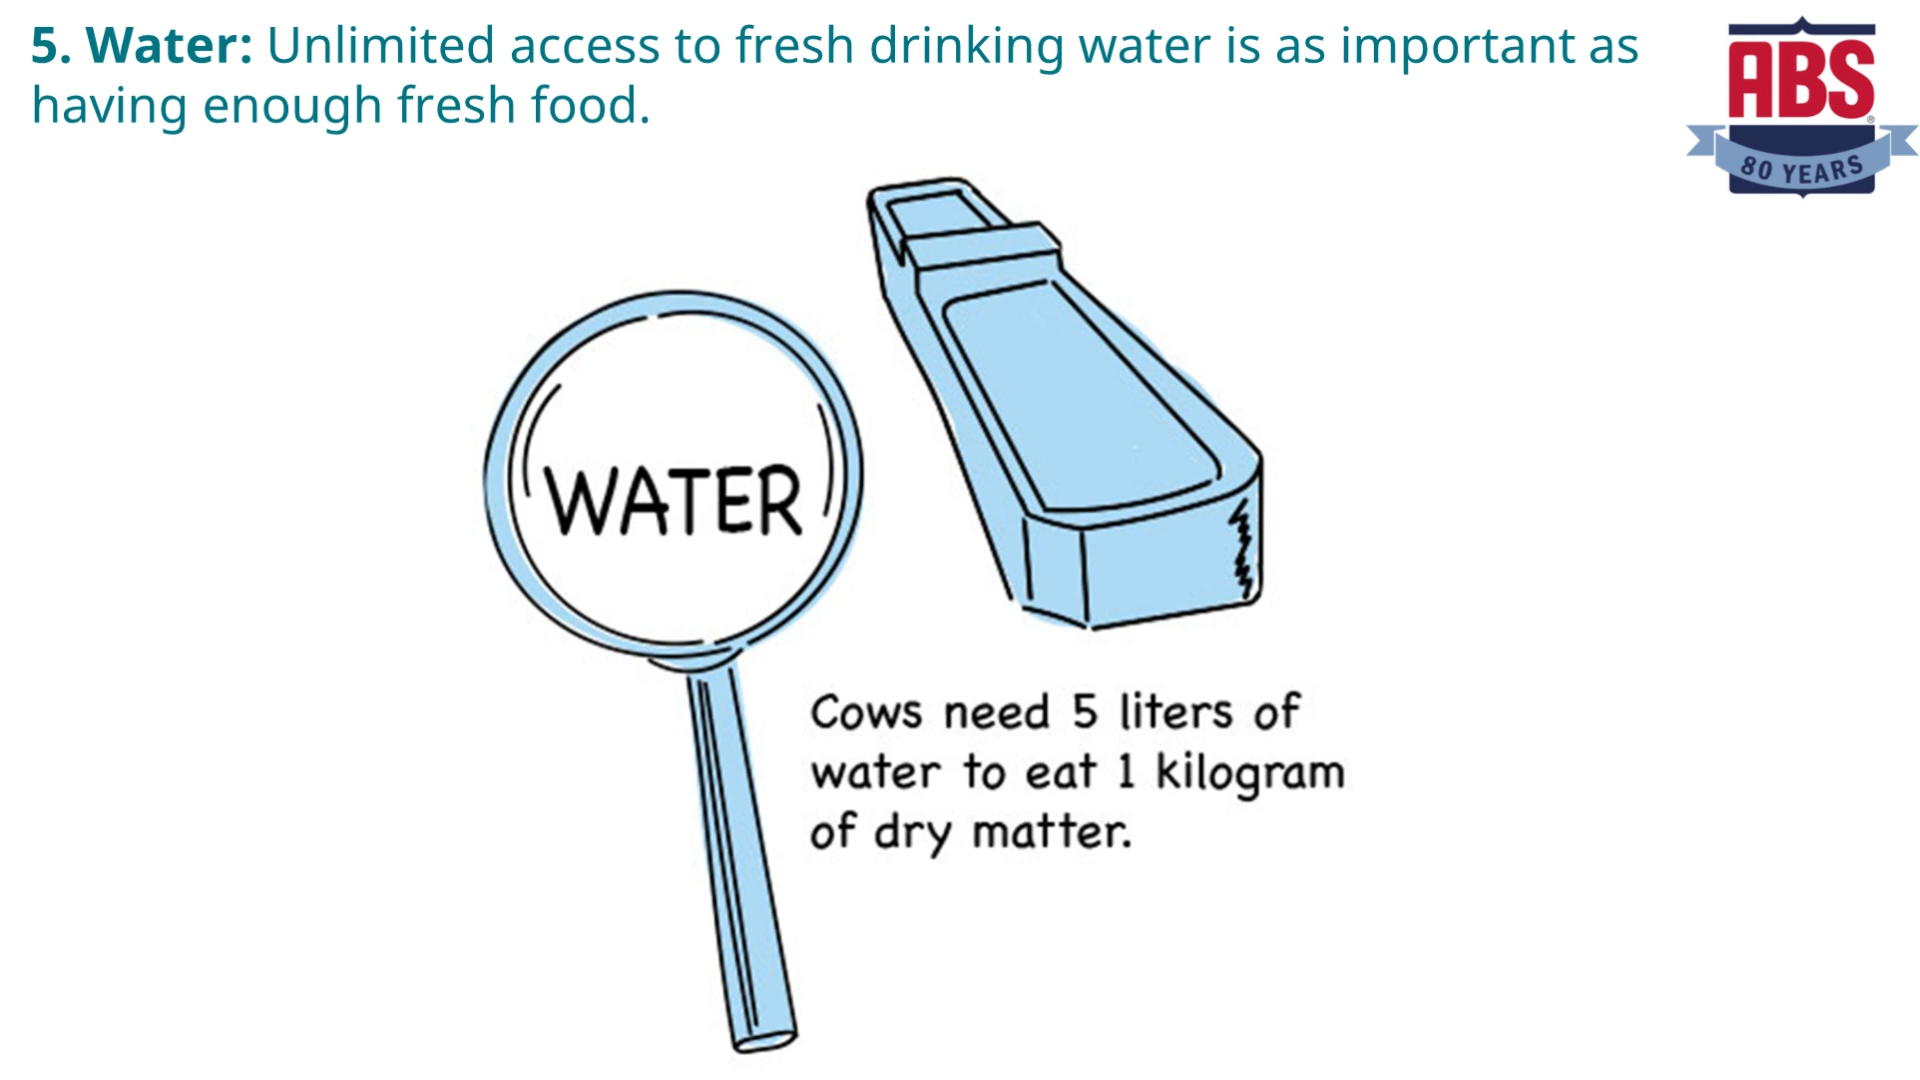 5. Water: Unlimited access to fresh drinking water is as important as
having enough fresh food.
ABS
®
80 YEARS
WATER
Cows need 5 liters of
water to eat 1 kilogram
of dry matter.